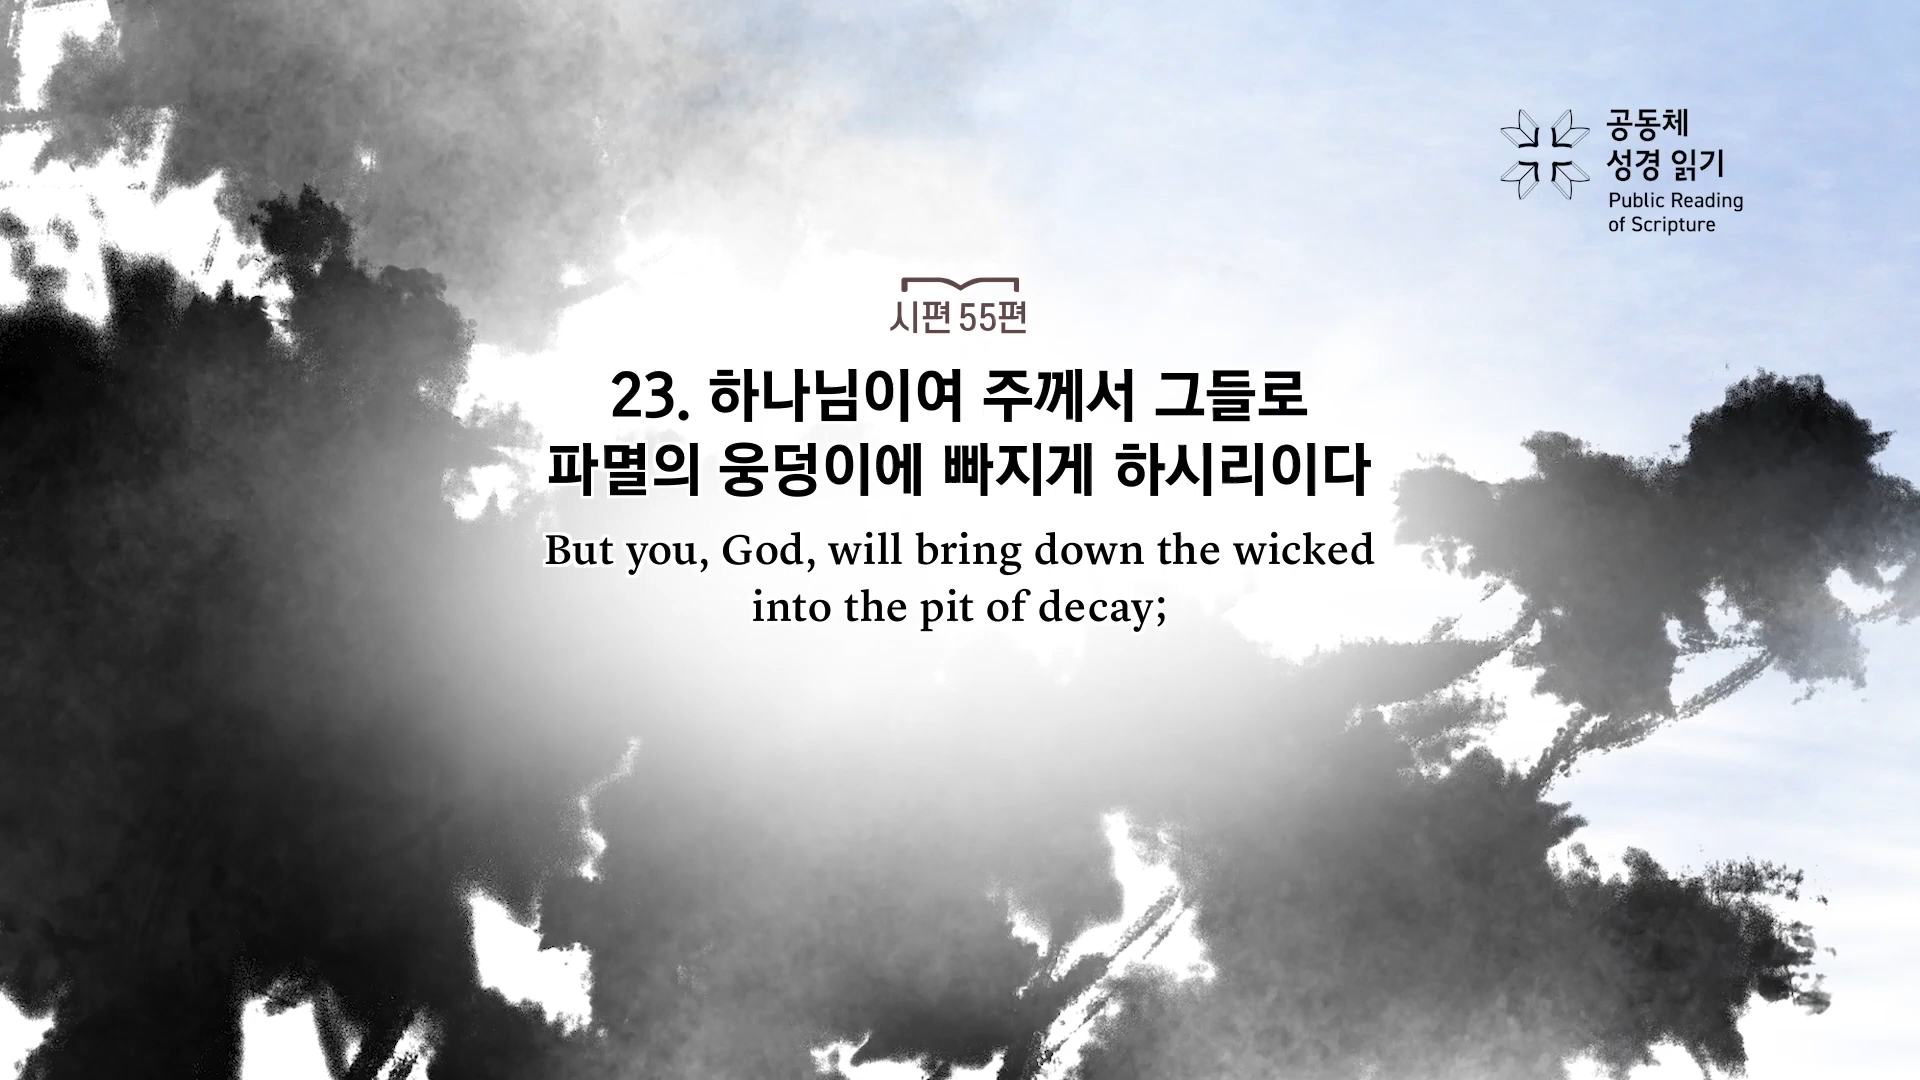 공동체
성경 읽기
Public Reading
of Scripture
시편 55편
23. 하나님이여 주께서 그들로
파멸의 웅덩이에 빠지게 하시리이다
But you, God, will bring down the wicked
into the pit of decay;